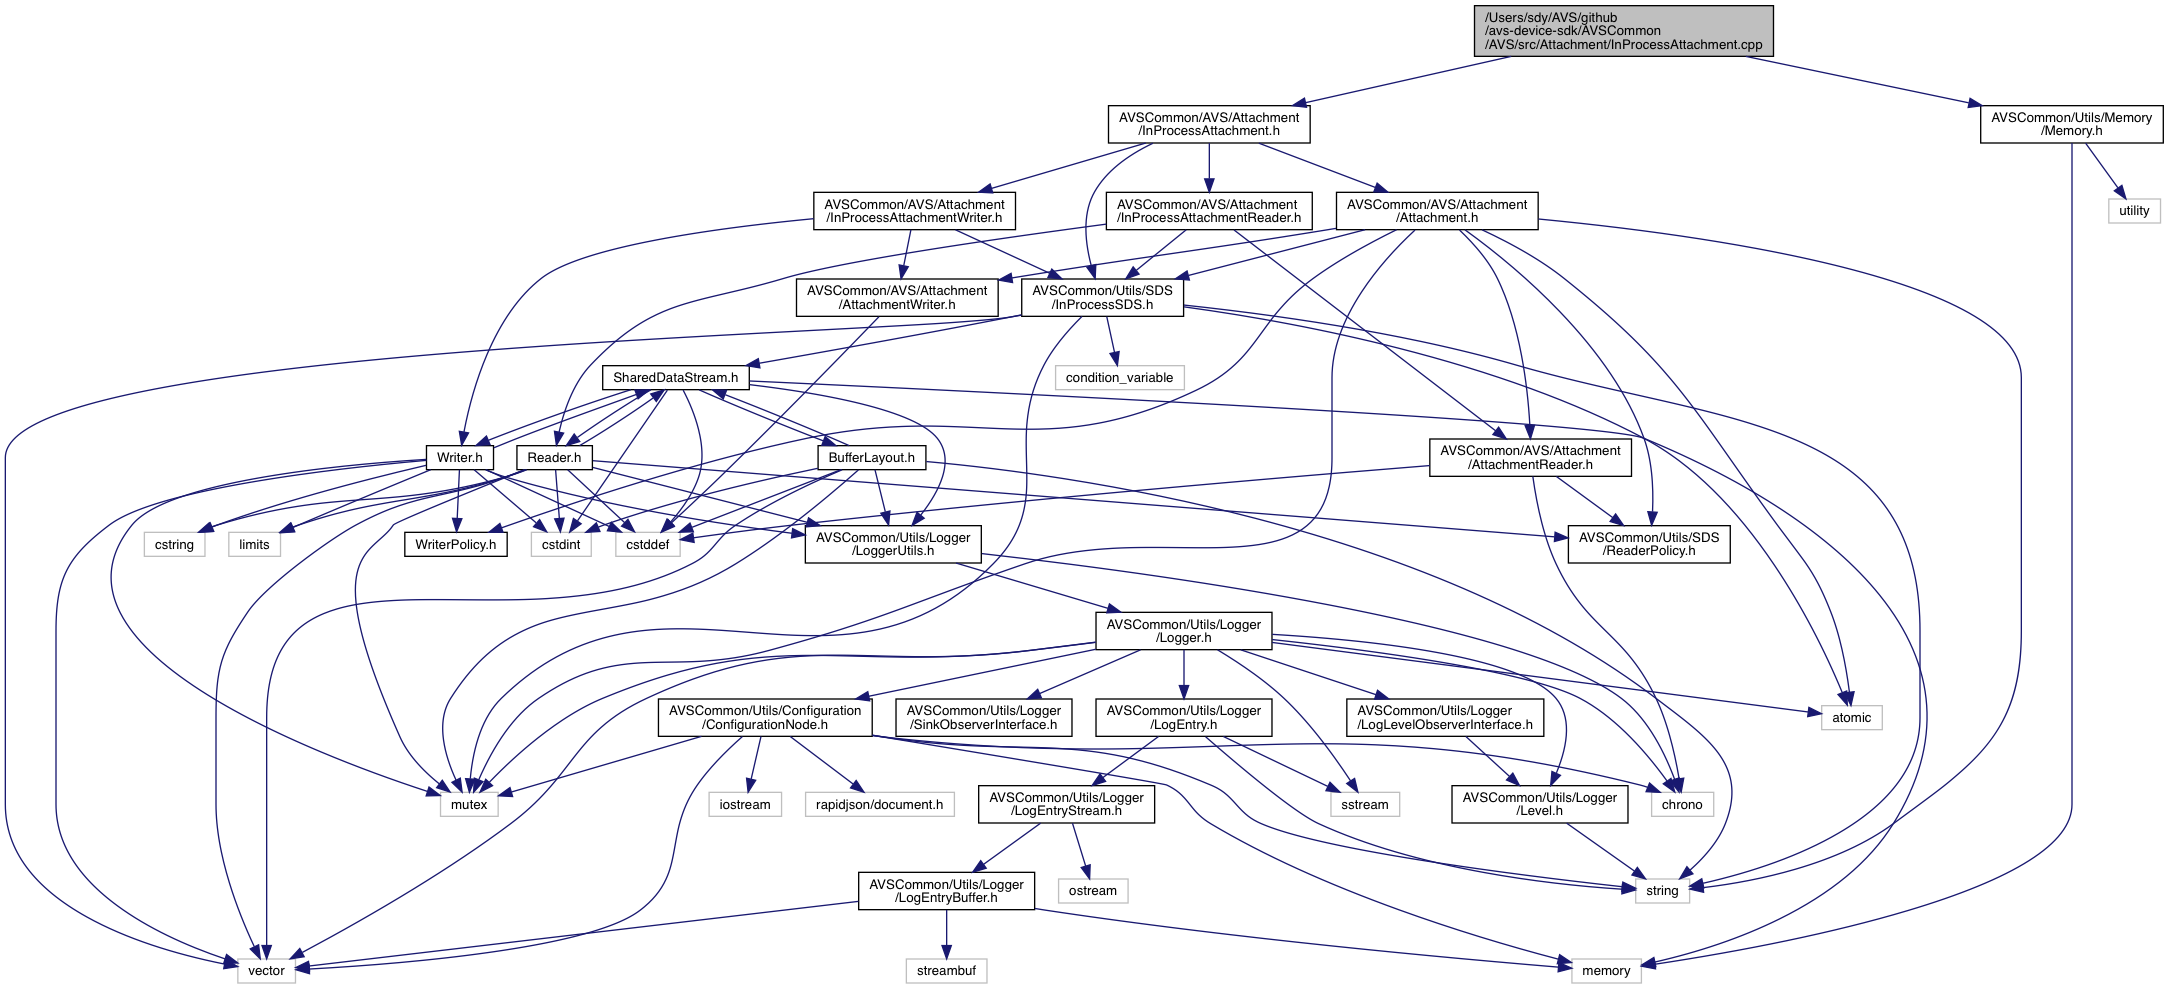 /Users/sdy/AVS/github
/avs-device-sdk/AVSCommon
/AVS/src/Attachment/InProcessAttachment.cpp
AVSCommon/AVS/Attachment
/InProcessAttachment.h
AVSCommon/Utils/Memory
/Memory.h
AVSCommon/AVS/Attachment
/InProcessAttachmentWriter.h
AVSCommon/AVS/Attachment
/InProcessAttachmentReader.h
AVSCommon/AVS/Attachment
/Attachment.h
utility
AVSCommon/AVS/Attachment
/AttachmentWriter.h
AVSCommon/Utils/SDS
/InProcessSDS.h
SharedDataStream.h
condition_variable
Writer.h
Reader.h
BufferLayout.h
AVSCommon/AVS/Attachment
/AttachmentReader.h
cstring
limits
WriterPolicy.h
cstdint
cstddef
AVSCommon/Utils/Logger
/LoggerUtils.h
AVSCommon/Utils/SDS
/ReaderPolicy.h
AVSCommon/Utils/Logger
/Logger.h
AVSCommon/Utils/Configuration
/ConfigurationNode.h
AVSCommon/Utils/Logger
/SinkObserverInterface.h
AVSCommon/Utils/Logger
/LogEntry.h
AVSCommon/Utils/Logger
/LogLevelObserverInterface.h
atomic
mutex
iostream
rapidjson/document.h
AVSCommon/Utils/Logger
/LogEntryStream.h
sstream
AVSCommon/Utils/Logger
/Level.h
chrono
AVSCommon/Utils/Logger
/LogEntryBuffer.h
ostream
string
vector
streambuf
memory